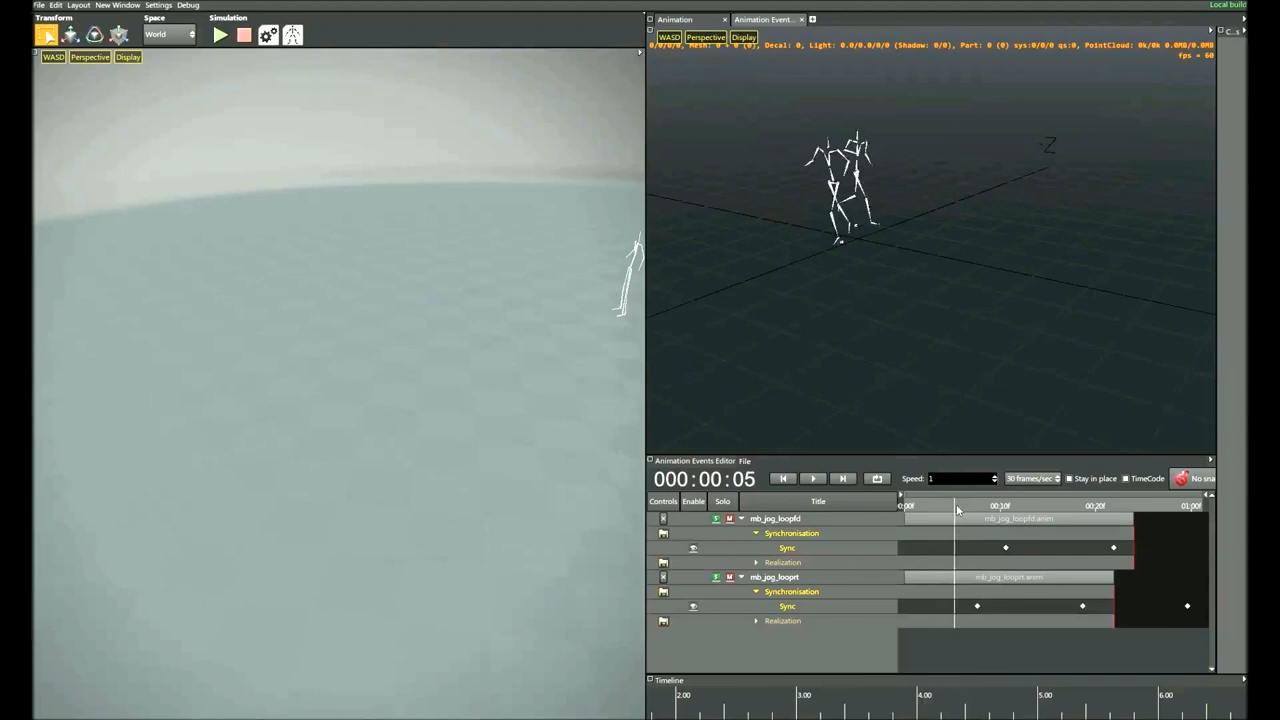 File Edit Layout New Window Settings Debug
Local build
Transform Space Simulation
World
WASD Perspective Display
Animation x Animation Event... x
C...s
WASD Perspective Display
0/0/0/0, Mesh: 0 + 0 (0), Decal: 0, Light: 0.0/0.0/0/0 (Shadow: 0/0), Part: 0 (0) sys:0/0/0 qs:0, PointCloud: 0k/0k 0.0MB/0.0MB
fps = 60
-Z
Animation Events Editor File
000:00:05
Speed: 1 30 frames/sec Stay in place TimeCode No sna
Controls Enable Solo Title
0:00f 00:10f 00:20f 01:00f
S M mb_jog_loopfd
mb_jog_loopfd.anim
Synchronisation
Sync
Realization
S M mb_jog_looprt
mb_jog_looprt.anim
Synchronisation
Sync
Realization
Timeline
2.00 3.00 4.00 5.00 6.00